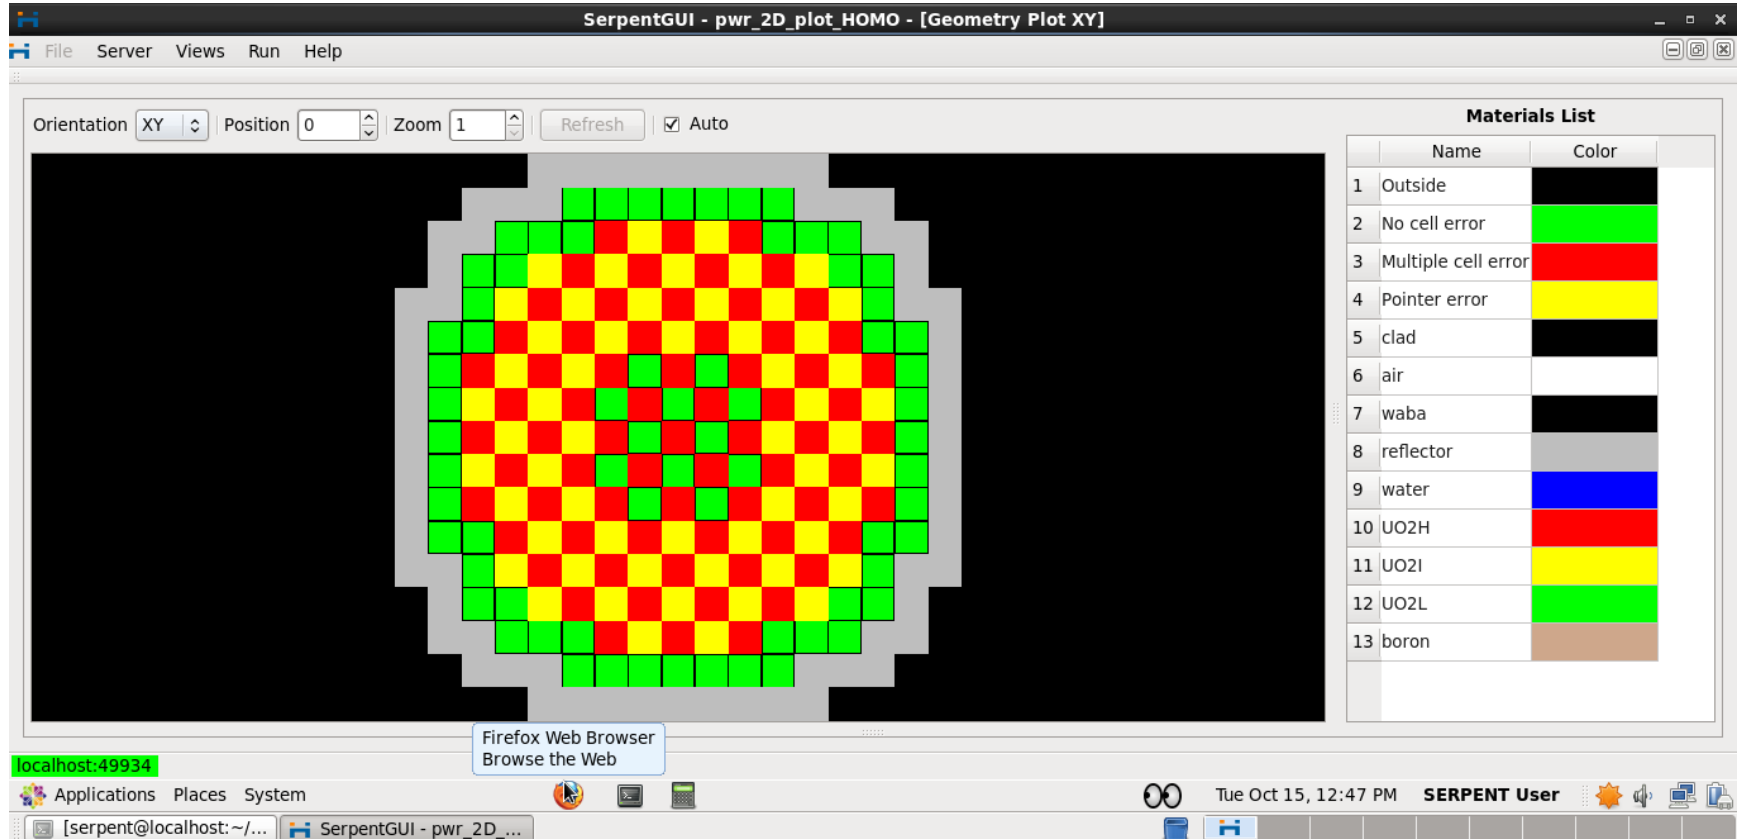 SerpentGUI - pwr_2D_plot_HOMO - [Geometry Plot XY]
File Server Views Run Help
Orientation XY Position 0 Zoom 1 Refresh Auto
Materials List
Name Color
1 Outside
2 No cell error
3 Multiple cell error
4 Pointer error
5 clad
6 air
7 waba
8 reflector
9 water
10 UO2H
11 UO2I
12 UO2L
13 boron
Firefox Web Browser
Browse the Web
localhost:49934
Applications Places System Tue Oct 15, 12:47 PM SERPENT User
[serpent@localhost:~/... SerpentGUI - pwr_2D_...